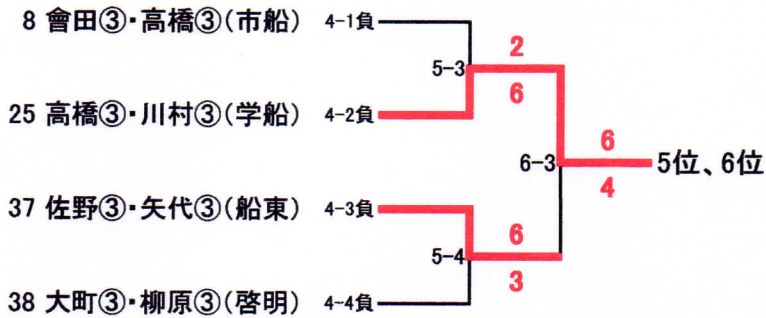 8 會田③・高橋③(市船) 4-1負
2
5-3
6
25 高橋③・川村③(学船) 4-2負
6
6-3 5位、6位
4
37 佐野③・矢代③(船東) 4-3負
6
5-4
3
38 大町③・柳原③(啓明) 4-4負